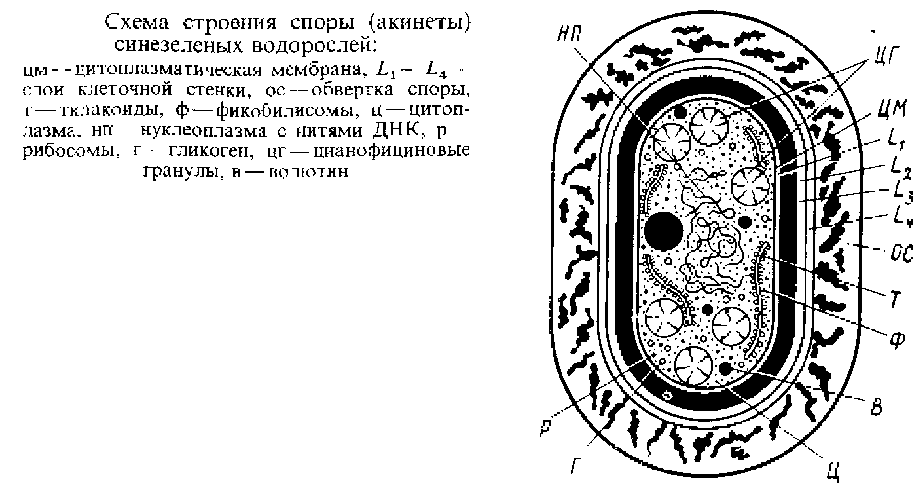 Схема строения споры (акинеты)
синезеленых водорослей:
цм--цитоплазматическая мембрана, L₁– L₄ -
слои клеточной стенки, ос—обвертка споры,
т—тилакоиды, ф—фикобилисомы, ц—цитоп-
лазма, нп нуклеоплазма с нитями ДНК, р
рибосомы, г - гликоген, цг—цианофициновые
гранулы, в—волютин
НП
ЦГ
ЦМ
L₁
L₂
L₃
L₄
ОС
Т
Ф
В
Ц
Г
Р